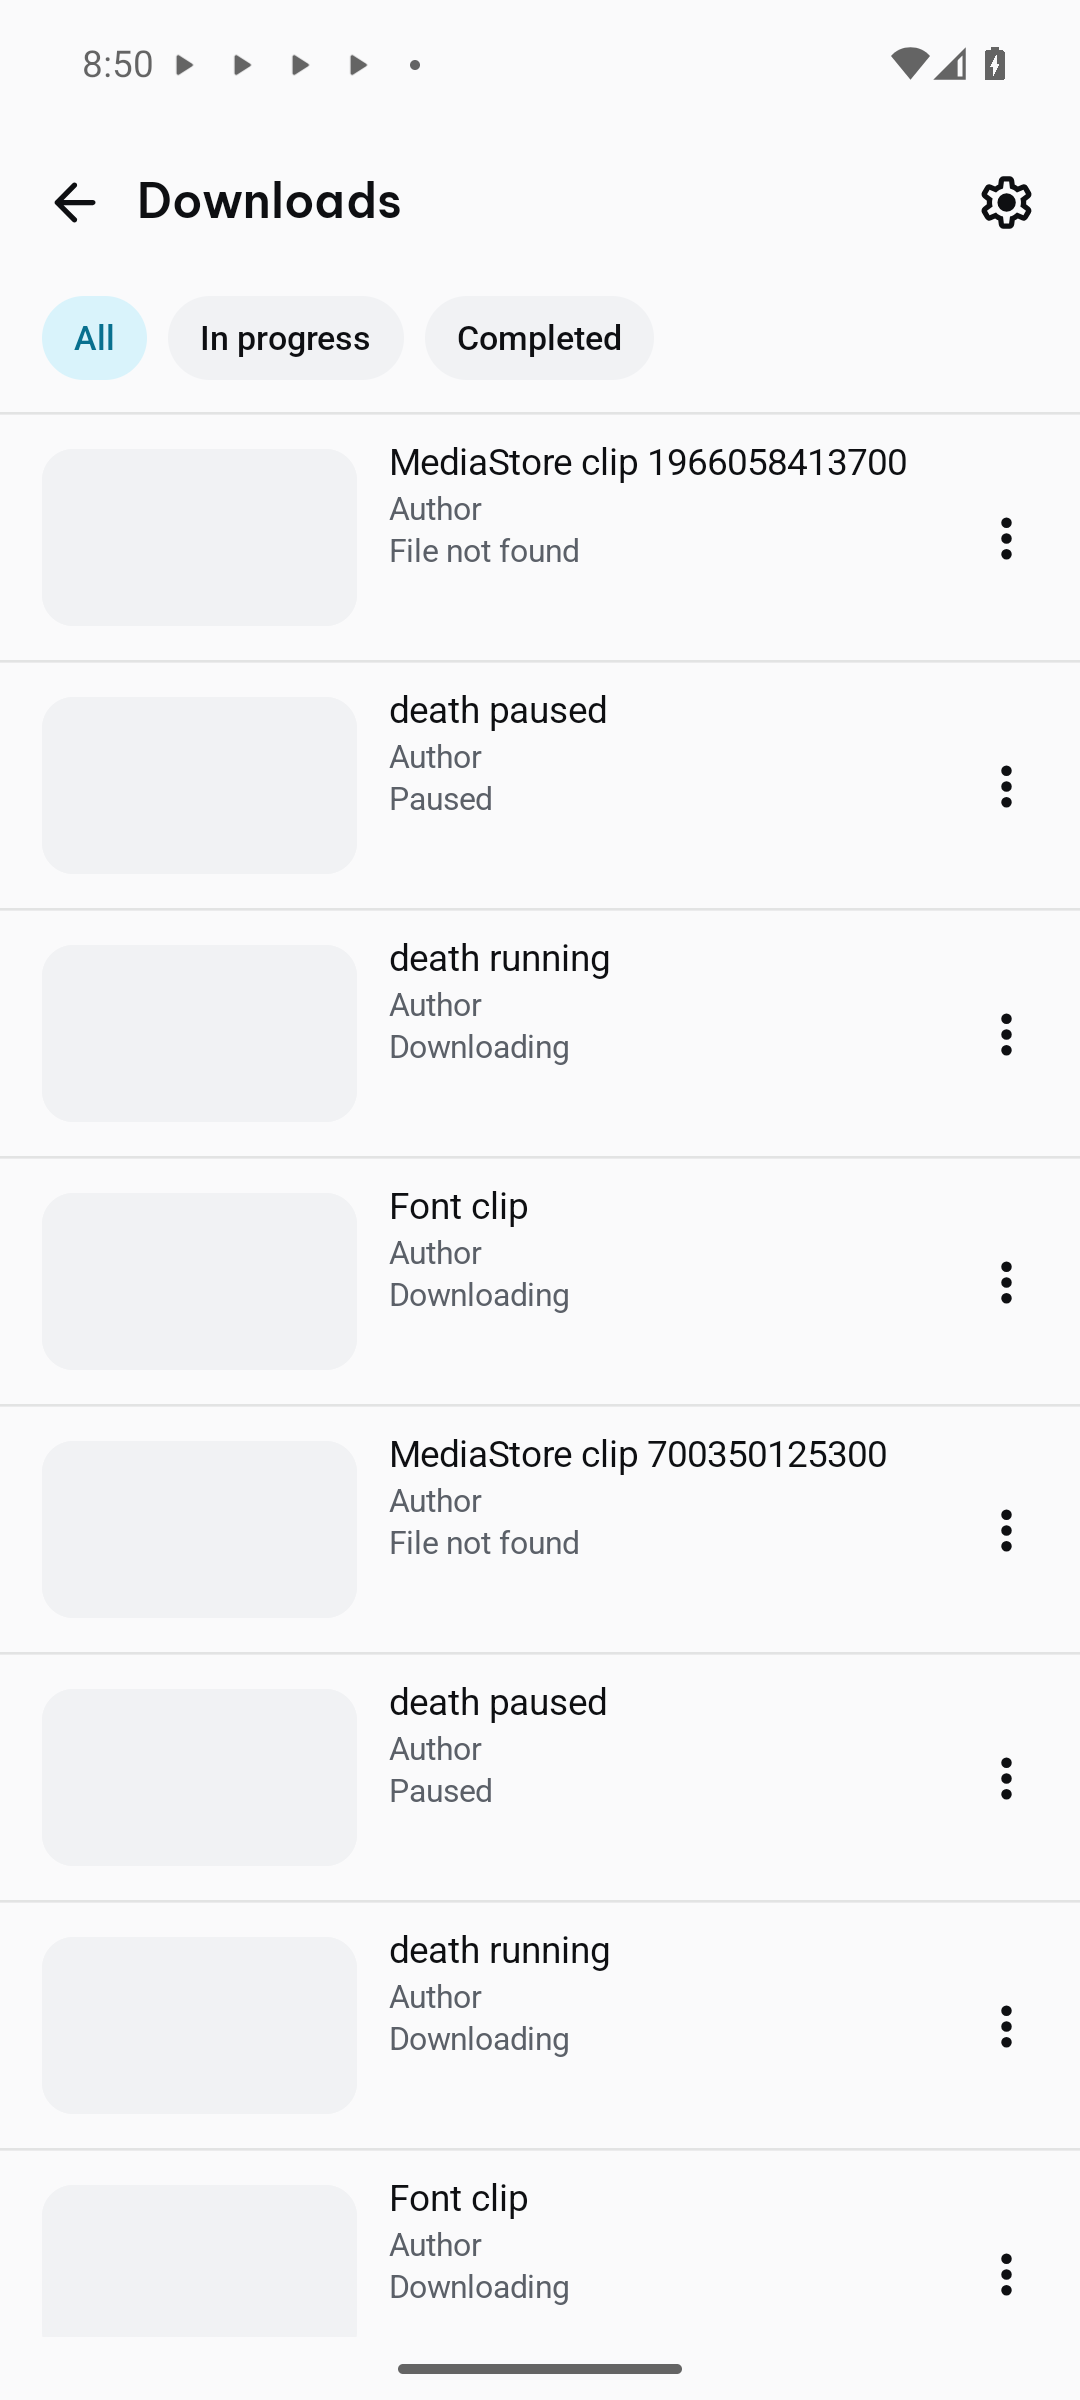 8:50
Downloads
All
In progress
Completed
MediaStore clip 1966058413700
Author
File not found
death paused
Author
Paused
death running
Author
Downloading
Font clip
Author
Downloading
MediaStore clip 700350125300
Author
File not found
death paused
Author
Paused
death running
Author
Downloading
Font clip
Author
Downloading